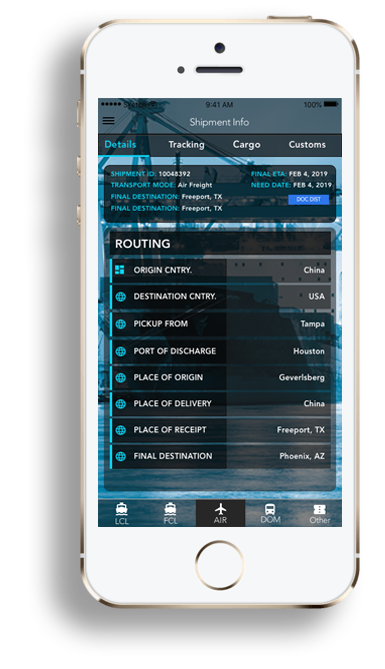 9:41 AM 100%
Shipment Info
Details Tracking Cargo Customs
SHIPMENT ID: 10048392 FINAL ETA: FEB 4, 2019
TRANSPORT MODE: Air Freight NEED DATE: FEB 4, 2019
FINAL DESTINATION: Freeport, TX DOC DIST
FINAL DESTINATION: Freeport, TX
ROUTING
ORIGIN CNTRY. China
DESTINATION CNTRY. USA
PICKUP FROM Tampa
PORT OF DISCHARGE Houston
PLACE OF ORIGIN Geverlsberg
PLACE OF DELIVERY China
PLACE OF RECEIPT Freeport, TX
FINAL DESTINATION Phoenix, AZ
LCL FCL AIR DOM Other